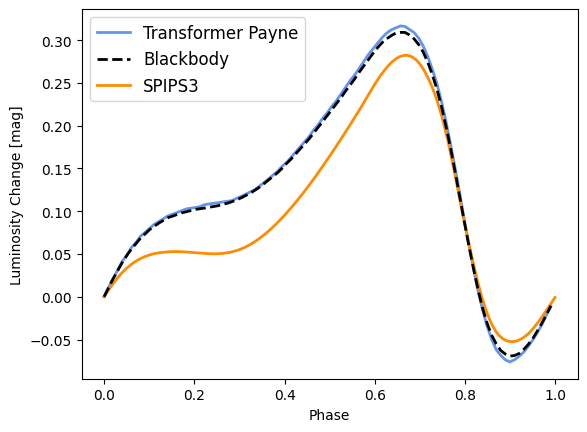 Transformer Payne
Blackbody
SPIPS3
Luminosity Change [mag]
0.30
0.25
0.20
0.15
0.10
0.05
0.00
−0.05
0.0 0.2 0.4 0.6 0.8 1.0
Phase